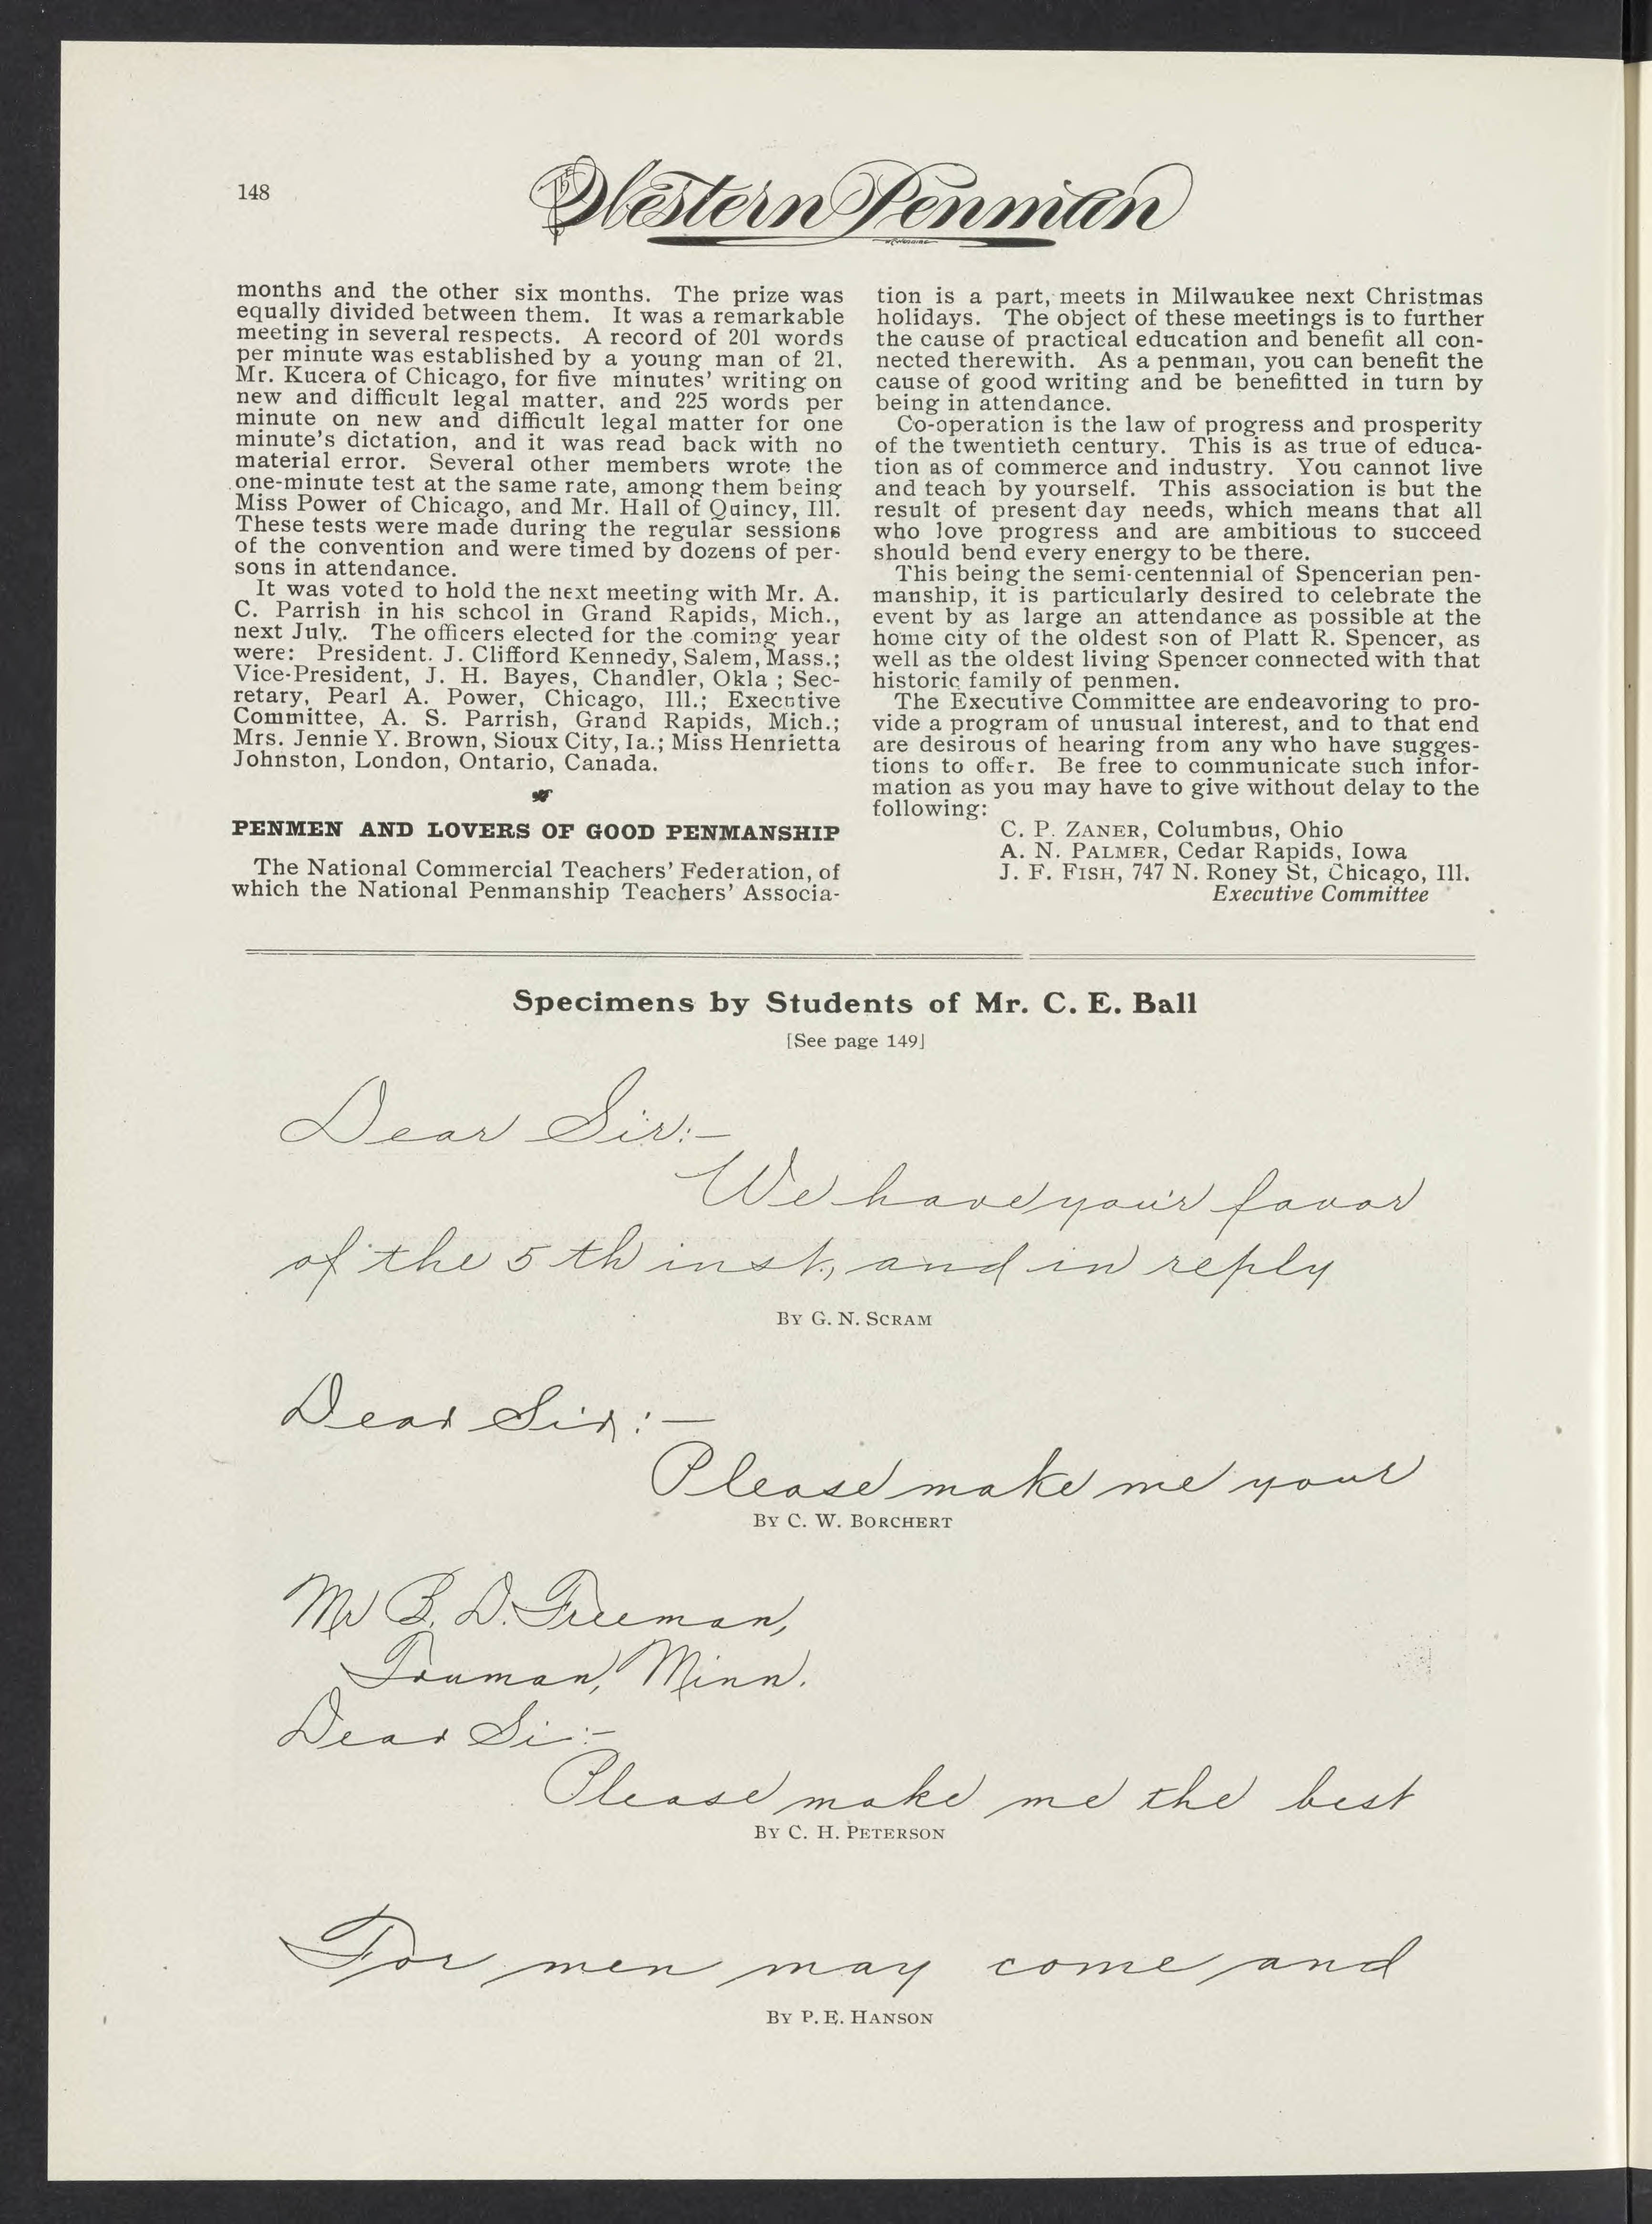 148
The Western Penman
months and the other six months. The prize was
equally divided between them. It was a remarkable
meeting in several respects. A record of 201 words
per minute was established by a young man of 21,
Mr. Kucera of Chicago, for five minutes' writing on
new and difficult legal matter, and 225 words per
minute on new and difficult legal matter for one
minute's dictation, and it was read back with no
material error. Several other members wrote the
one-minute test at the same rate, among them being
Miss Power of Chicago, and Mr. Hall of Quincy, Ill.
These tests were made during the regular sessions
of the convention and were timed by dozens of per-
sons in attendance.
It was voted to hold the next meeting with Mr. A.
C. Parrish in his school in Grand Rapids, Mich.,
next July. The officers elected for the coming year
were: President. J. Clifford Kennedy, Salem, Mass.;
Vice-President, J. H. Bayes, Chandler, Okla ; Sec-
retary, Pearl A. Power, Chicago, Ill.; Executive
Committee, A. S. Parrish, Grand Rapids, Mich.;
Mrs. Jennie Y. Brown, Sioux City, Ia.; Miss Henrietta
Johnston, London, Ontario, Canada.
PENMEN AND LOVERS OF GOOD PENMANSHIP
The National Commercial Teachers' Federation, of
which the National Penmanship Teachers' Associa-
tion is a part, meets in Milwaukee next Christmas
holidays. The object of these meetings is to further
the cause of practical education and benefit all con-
nected therewith. As a penman, you can benefit the
cause of good writing and be benefitted in turn by
being in attendance.
Co-operation is the law of progress and prosperity
of the twentieth century. This is as true of educa-
tion as of commerce and industry. You cannot live
and teach by yourself. This association is but the
result of present day needs, which means that all
who love progress and are ambitious to succeed
should bend every energy to be there.
This being the semi-centennial of Spencerian pen-
manship, it is particularly desired to celebrate the
event by as large an attendance as possible at the
home city of the oldest son of Platt R. Spencer, as
well as the oldest living Spencer connected with that
historic family of penmen.
The Executive Committee are endeavoring to pro-
vide a program of unusual interest, and to that end
are desirous of hearing from any who have sugges-
tions to offer. Be free to communicate such infor-
mation as you may have to give without delay to the
following:
C. P. ZANER, Columbus, Ohio
A. N. PALMER, Cedar Rapids, Iowa
J. F. FISH, 747 N. Roney St, Chicago, Ill.
Executive Committee
Specimens by Students of Mr. C. E. Ball
[See page 149]
Dear Sir:—
We have your favor
of the 5th inst., and in reply
BY G. N. SCRAM
Dear Sir:—
Please make me your
BY C. W. BORCHERT
Mr B. D. Freeman,
Truman, Minn.
Dear Si:-
Please make me the best
BY C. H. PETERSON
For men may come and
BY P. E. HANSON